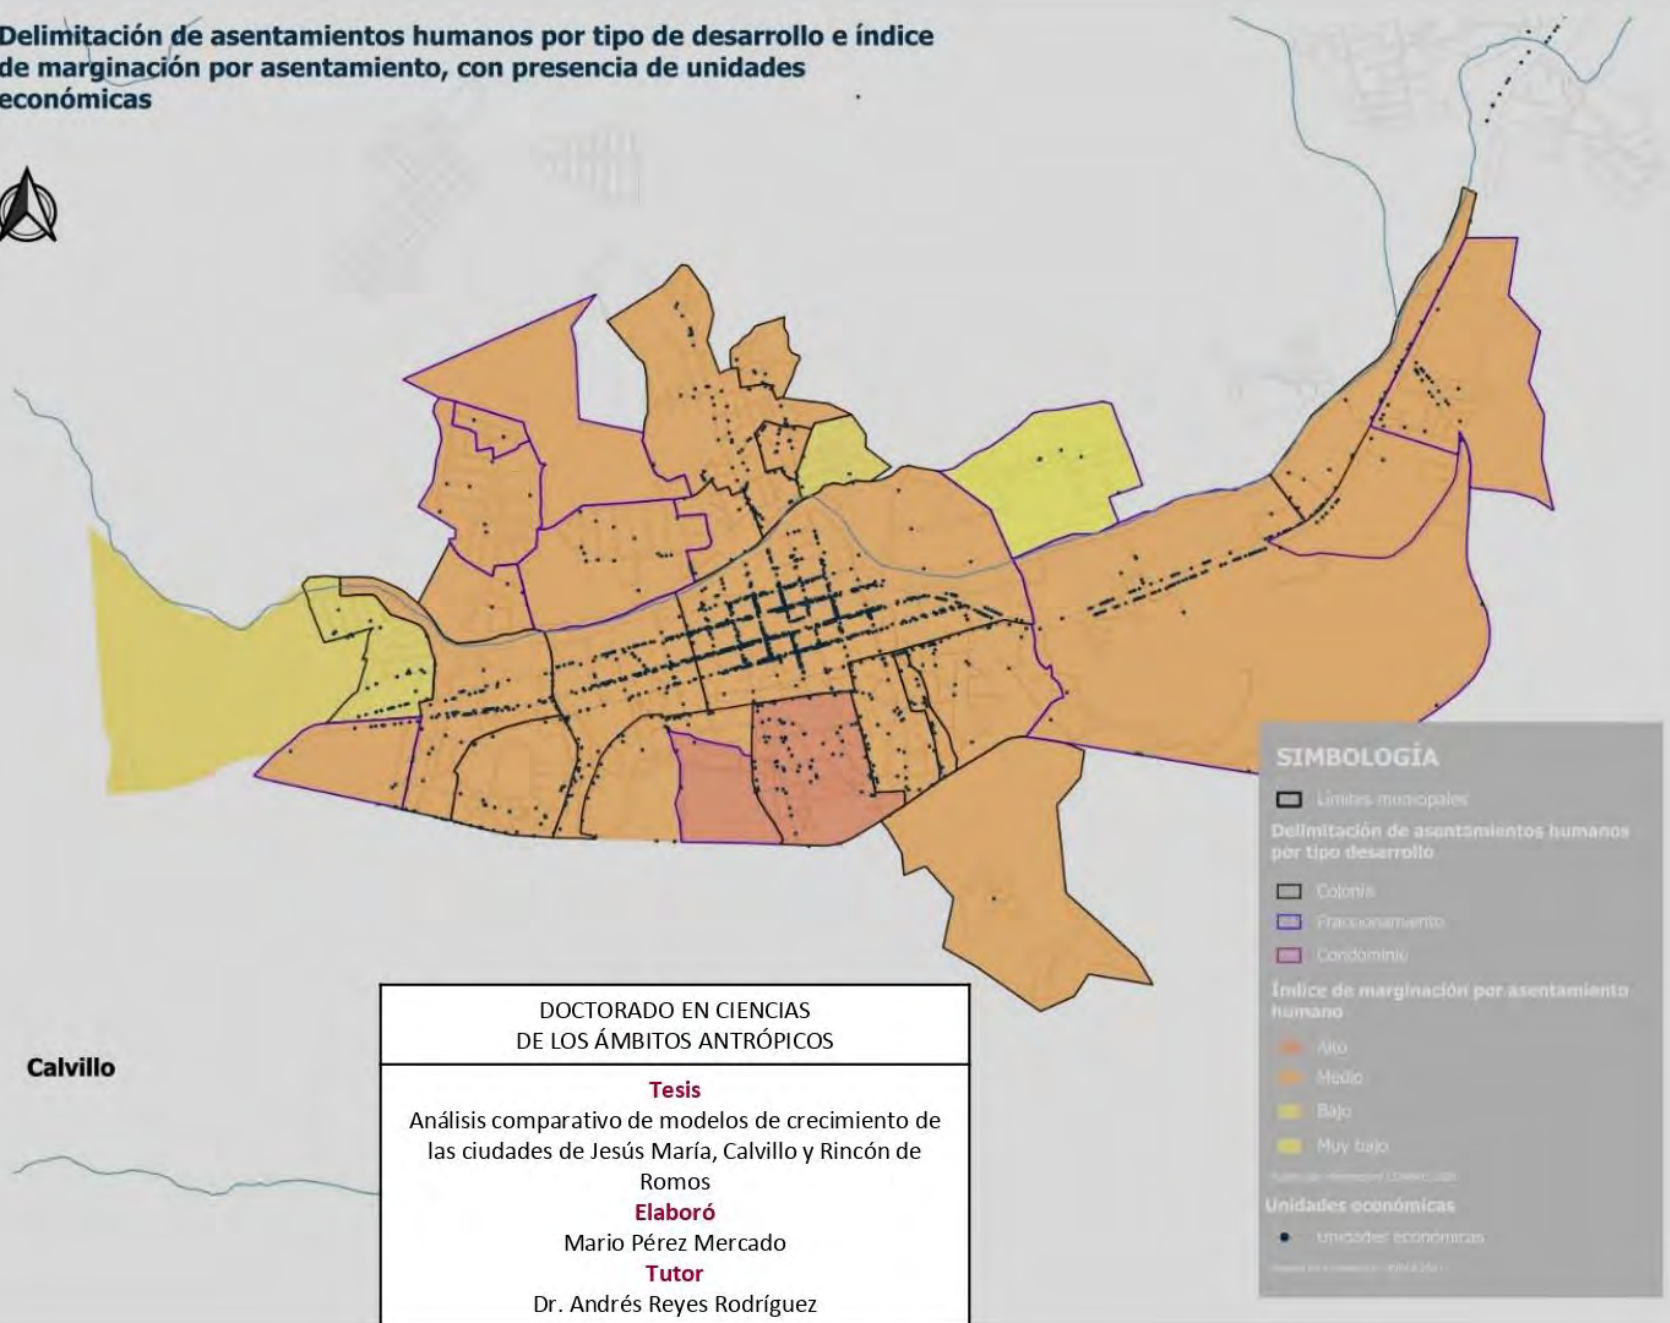 Delimitación de asentamientos humanos por tipo de desarrollo e índice
de marginación por asentamiento, con presencia de unidades
económicas
SIMBOLOGÍA
Límites municipales
Delimitación de asentamientos humanos
por tipo desarrollo
Colonia
Fraccionamiento
Condominio
Índice de marginación por asentamiento
humano
Alto
Medio
Bajo
Muy bajo
Unidades económicas
Unidades económicas
Calvillo
DOCTORADO EN CIENCIAS
DE LOS ÁMBITOS ANTRÓPICOS
Tesis
Análisis comparativo de modelos de crecimiento de
las ciudades de Jesús María, Calvillo y Rincón de
Romos
Elaboró
Mario Pérez Mercado
Tutor
Dr. Andrés Reyes Rodríguez